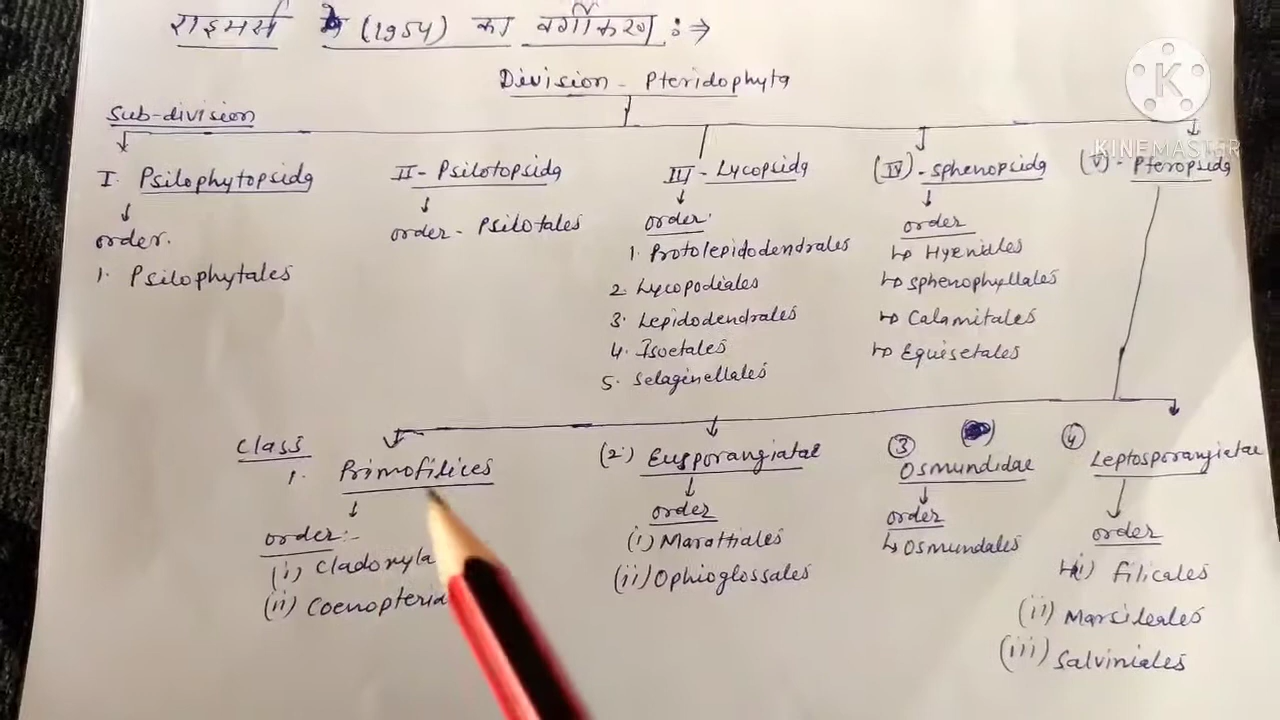 राइमर्स (1954) का वर्गीकरण :→
Division - Pteridophyta
Sub-division
I. Psilophytopsida
order.
1. Psilophytales
II - Psilotopsida
order - Psilotales
III - Lycopsida
order.
1. Protolepidodendrales
2. Lycopodiales
3. Lepidodendrales
4. Isoetales
5. Selaginellales
(IV) - sphenopsida
order
↳ Hyeniales
↳ sphenophyllales
↳ Calamitales
↳ Equisetales
(V) - Pteropsida
Class
1. Primofilices
order:-
(i) Cladoxyla
(ii) Coenopterid
(2.) Eusporangiatae
order
(i) Marattiales
(ii) Ophioglossales
③ Osmundidae
order
↳ Osmundales
④ Leptosporangiatae
order
(i) filicales
(ii) Marsileales
(iii) Salviniales
K
KINEMASTER